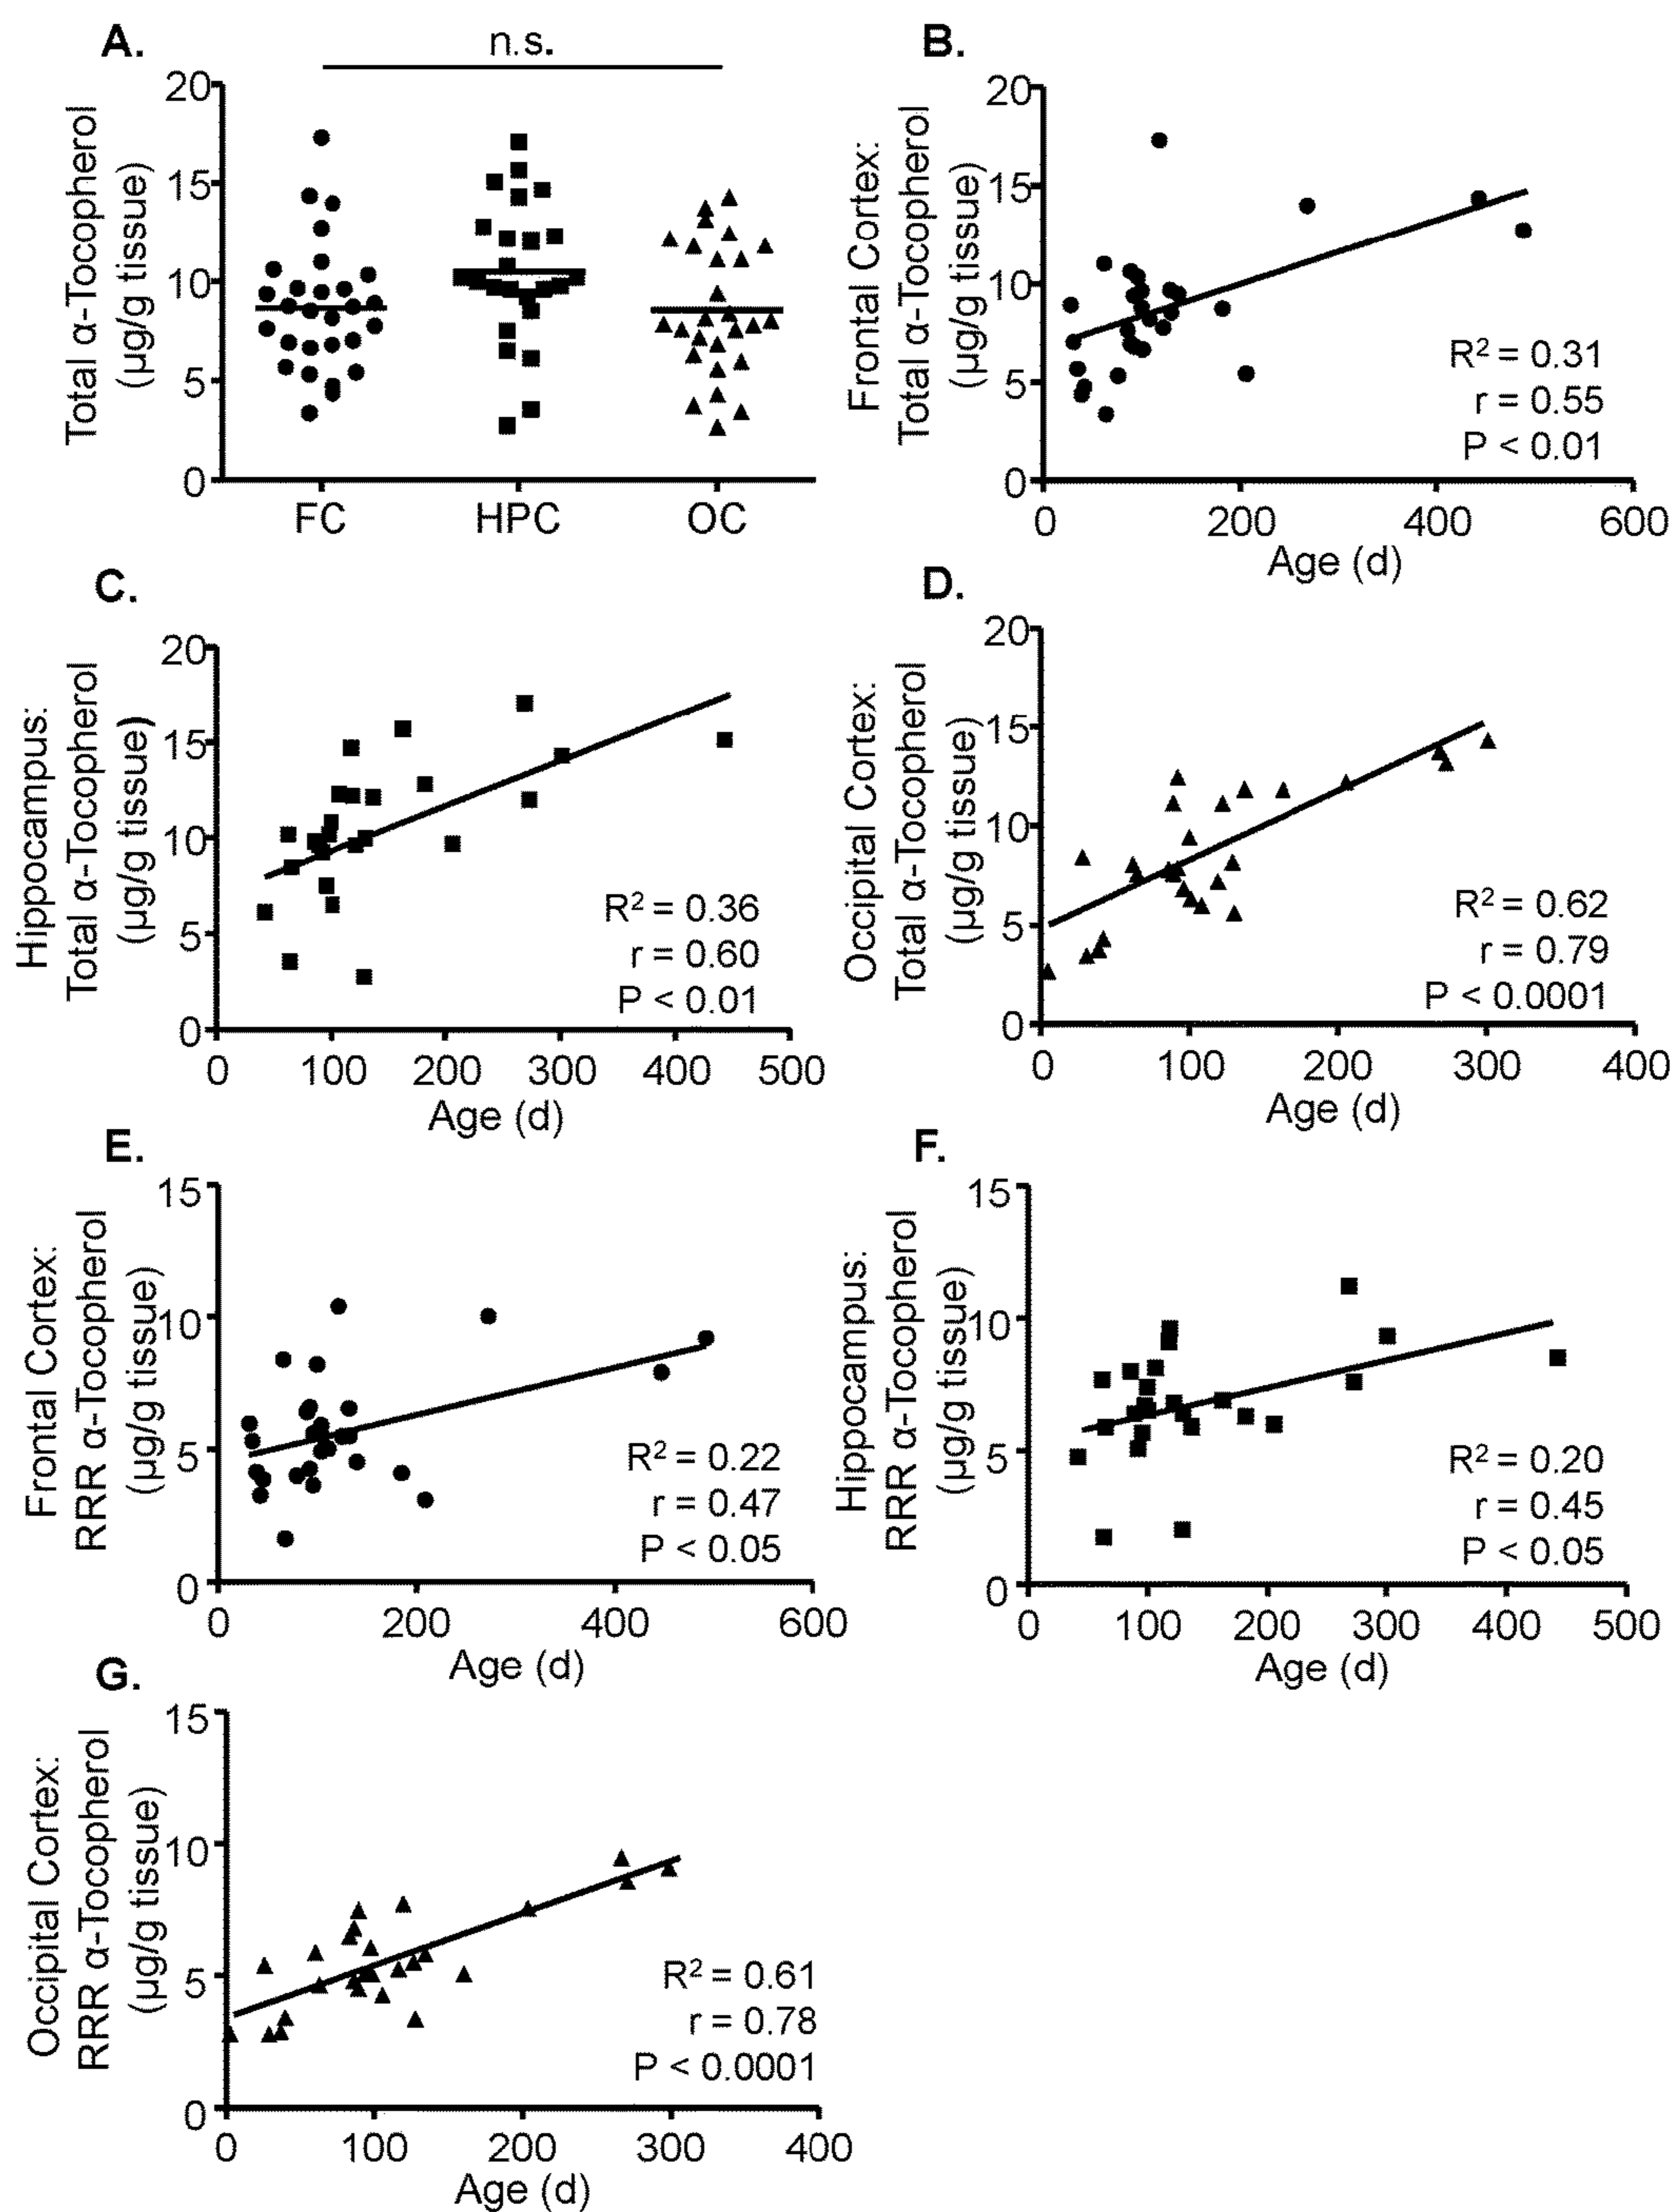 A.
n.s.
Total α-Tocopherol
(µg/g tissue)
20
15
10
5
0
FC HPC OC
B.
Frontal Cortex:
Total α-Tocopherol
(µg/g tissue)
20
15
10
5
0
R² = 0.31
r = 0.55
P < 0.01
0 200 400 600
Age (d)
C.
Hippocampus:
Total α-Tocopherol
(µg/g tissue)
20
15
10
5
0
R² = 0.36
r = 0.60
P < 0.01
0 100 200 300 400 500
Age (d)
D.
Occipital Cortex:
Total α-Tocopherol
(µg/g tissue)
20
15
10
5
0
R² = 0.62
r = 0.79
P < 0.0001
0 100 200 300 400
Age (d)
E.
Frontal Cortex:
RRR α-Tocopherol
(µg/g tissue)
15
10
5
0
R² = 0.22
r = 0.47
P < 0.05
0 200 400 600
Age (d)
F.
Hippocampus:
RRR α-Tocopherol
(µg/g tissue)
15
10
5
0
R² = 0.20
r = 0.45
P < 0.05
0 100 200 300 400 500
Age (d)
G.
Occipital Cortex:
RRR α-Tocopherol
(µg/g tissue)
15
10
5
0
R² = 0.61
r = 0.78
P < 0.0001
0 100 200 300 400
Age (d)